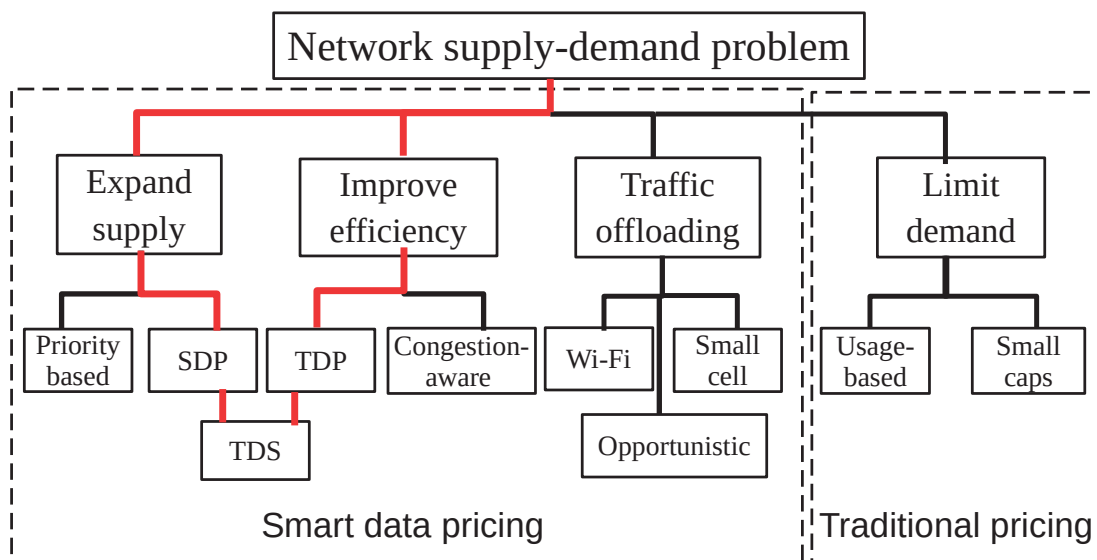 Network supply-demand problem
Expand
supply
Improve
efficiency
Traffic
offloading
Limit
demand
Priority
based
SDP
TDP
Congestion-
aware
Wi-Fi
Small
cell
Usage-
based
Small
caps
TDS
Opportunistic
Smart data pricing
Traditional pricing